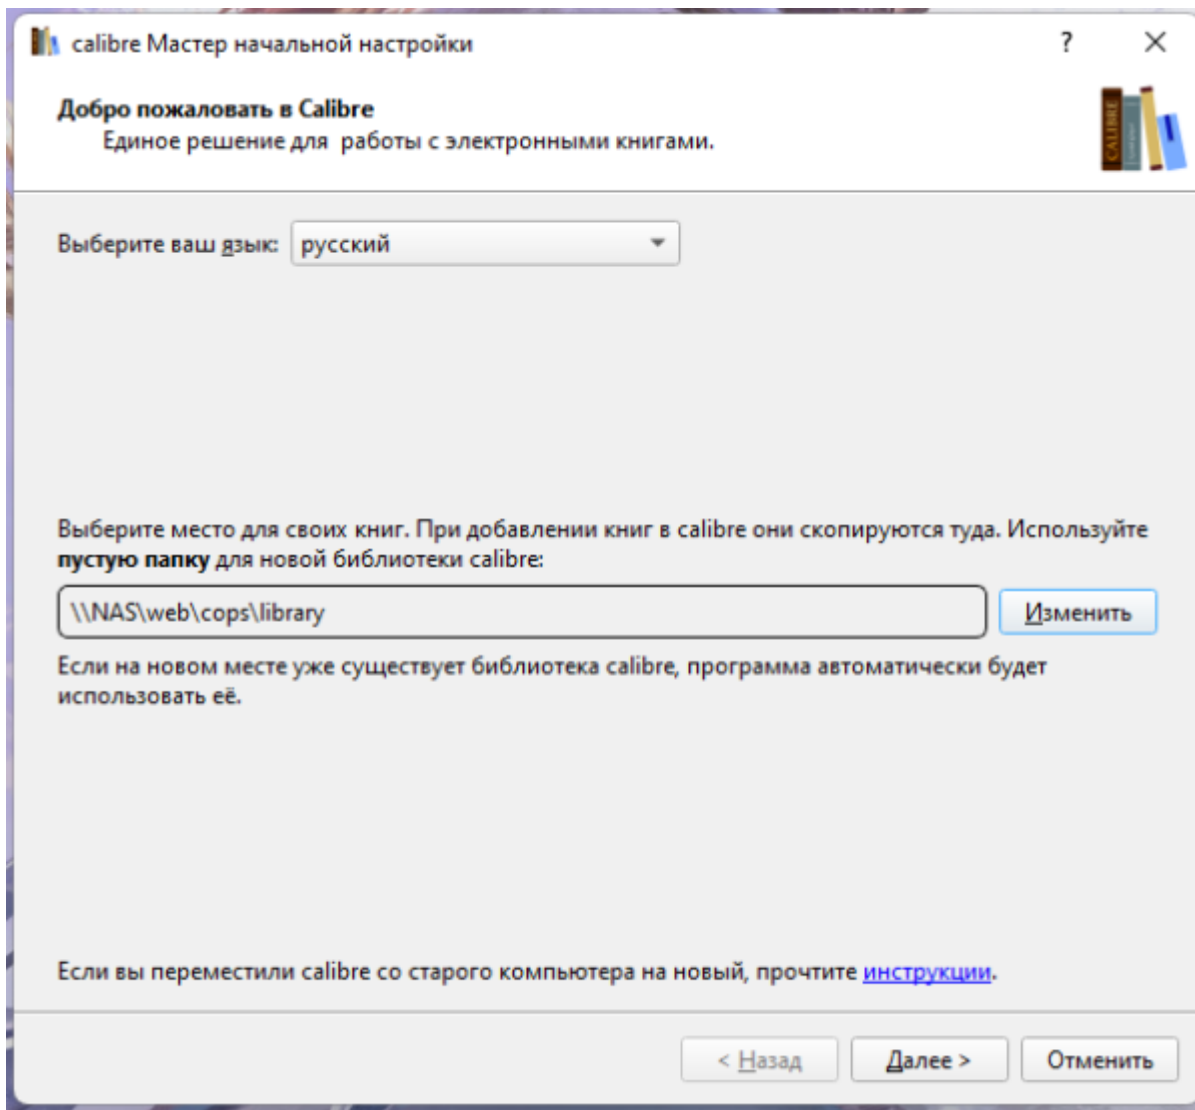 calibre Мастер начальной настройки
?
Добро пожаловать в Calibre
Единое решение для  работы с электронными книгами.
CALIBRE
Выберите ваш язык: русский
Выберите место для своих книг. При добавлении книг в calibre они скопируются туда. Используйте
пустую папку для новой библиотеки calibre:
\\NAS\web\cops\library
Изменить
Если на новом месте уже существует библиотека calibre, программа автоматически будет
использовать её.
Если вы переместили calibre со старого компьютера на новый, прочтите инструкции.
< Назад
Далее >
Отменить